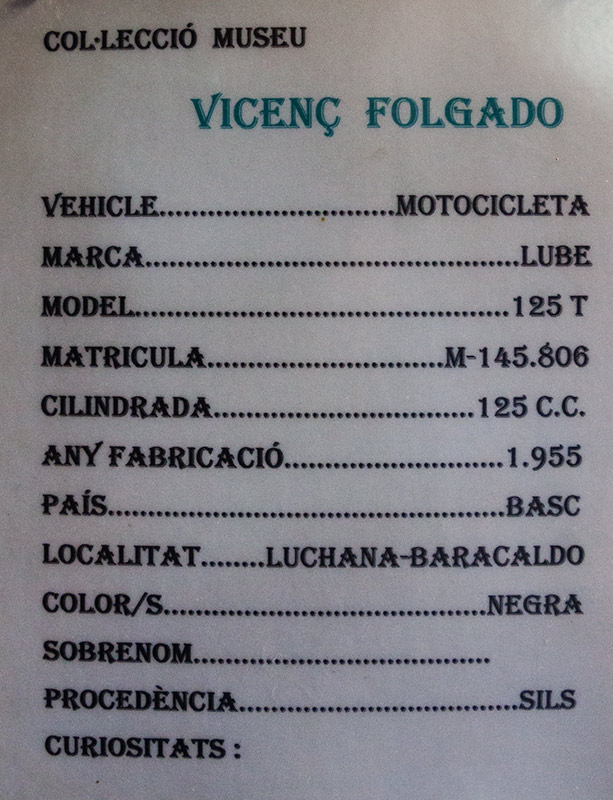 COL·LECCIÓ MUSEU
VICENÇ FOLGADO
VEHICLE..............................MOTOCICLETA
MARCA...............................................LUBE
MODEL................................................125 T
MATRICULA..............................M-145.806
CILINDRADA.................................125 C.C.
ANY FABRICACIÓ............................1.955
PAÍS...................................................BASC
LOCALITAT........LUCHANA-BARACALDO
COLOR/S.........................................NEGRA
SOBRENOM......................................
PROCEDÈNCIA....................................SILS
CURIOSITATS :